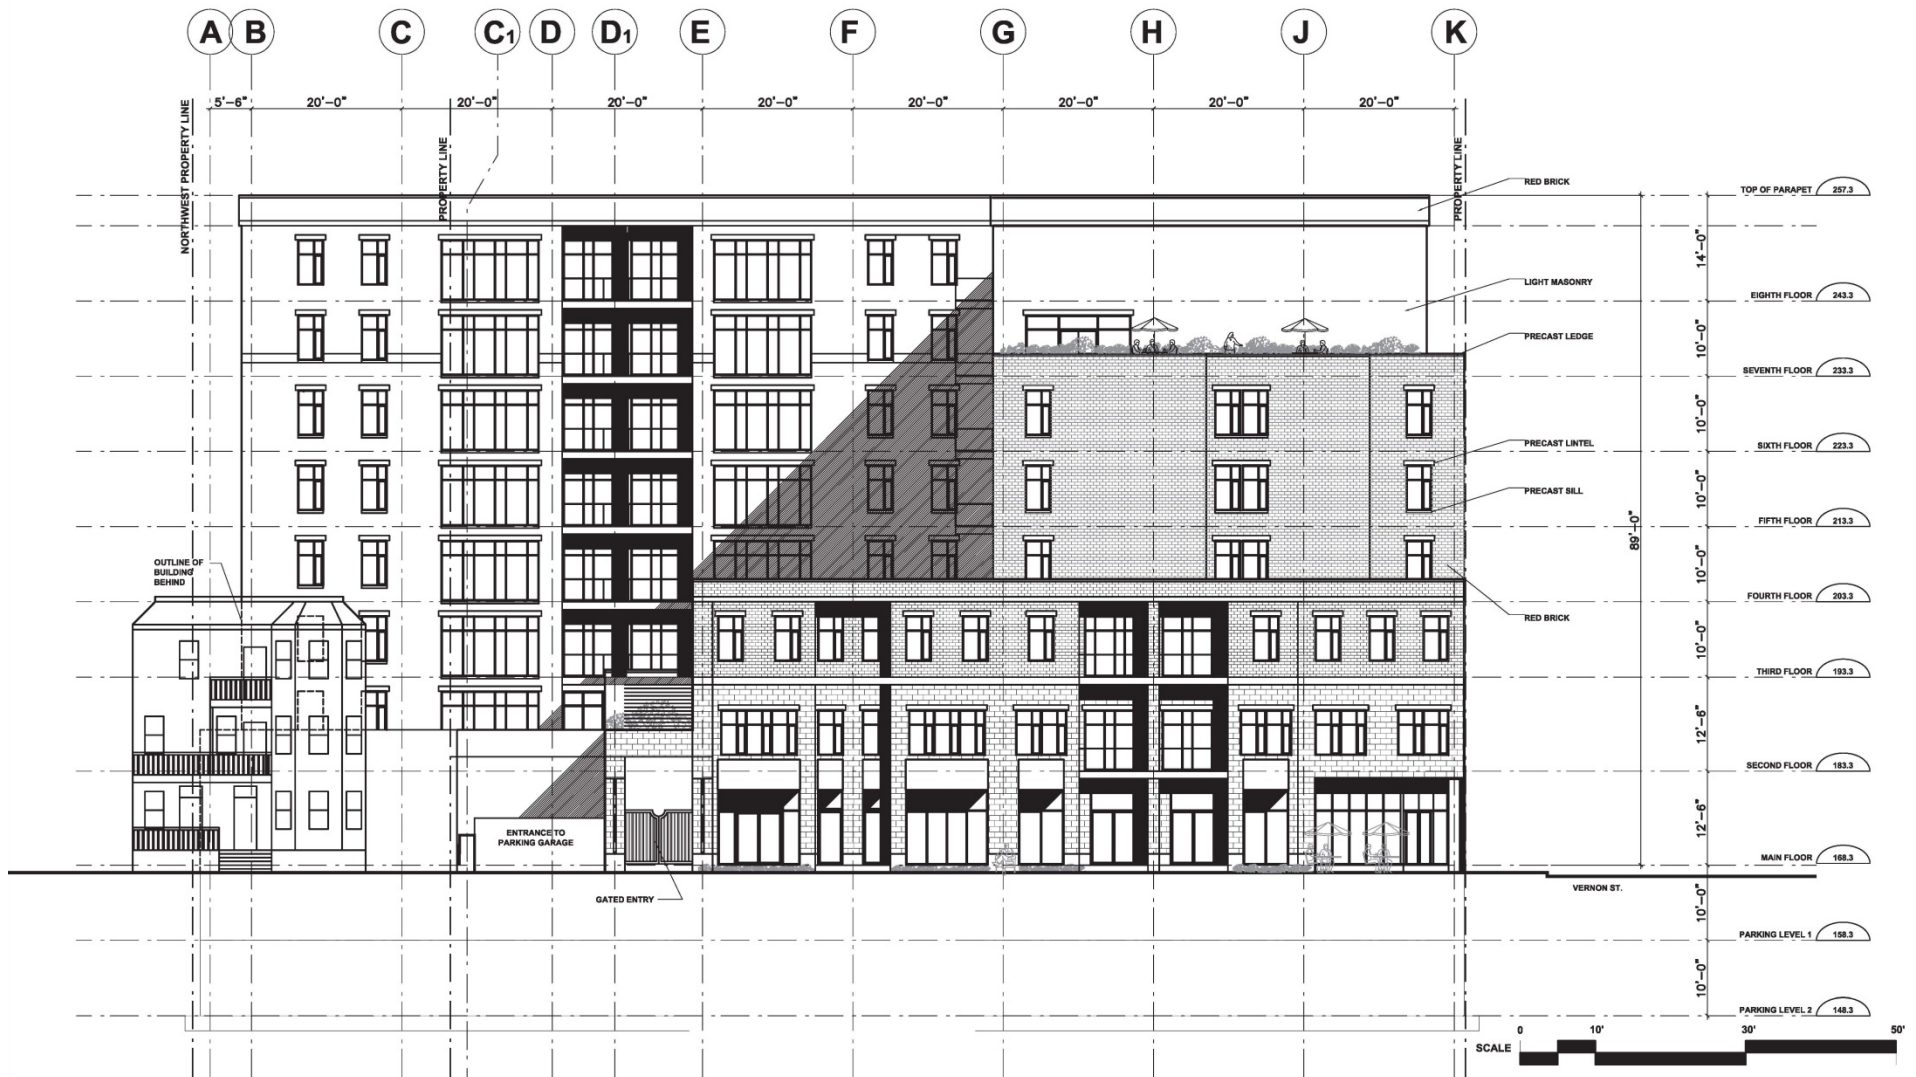 A B C C1 D D1 E F G H J K
5'-6" 20'-0" 20'-0" 20'-0" 20'-0" 20'-0" 20'-0" 20'-0" 20'-0"
NORTHWEST PROPERTY LINE
PROPERTY LINE
PROPERTY LINE
RED BRICK
TOP OF PARAPET 257.3
14'-0"
LIGHT MASONRY
EIGHTH FLOOR 243.3
PRECAST LEDGE
10'-0"
SEVENTH FLOOR 233.3
10'-0"
PRECAST LINTEL
SIXTH FLOOR 223.3
PRECAST SILL
10'-0"
FIFTH FLOOR 213.3
89'-0"
OUTLINE OF
BUILDING
BEHIND
10'-0"
FOURTH FLOOR 203.3
RED BRICK
10'-0"
THIRD FLOOR 193.3
12'-6"
SECOND FLOOR 183.3
12'-6"
ENTRANCE TO
PARKING GARAGE
MAIN FLOOR 168.3
VERNON ST.
GATED ENTRY
10'-0"
PARKING LEVEL 1 158.3
10'-0"
PARKING LEVEL 2 148.3
SCALE 0 10' 30' 50'